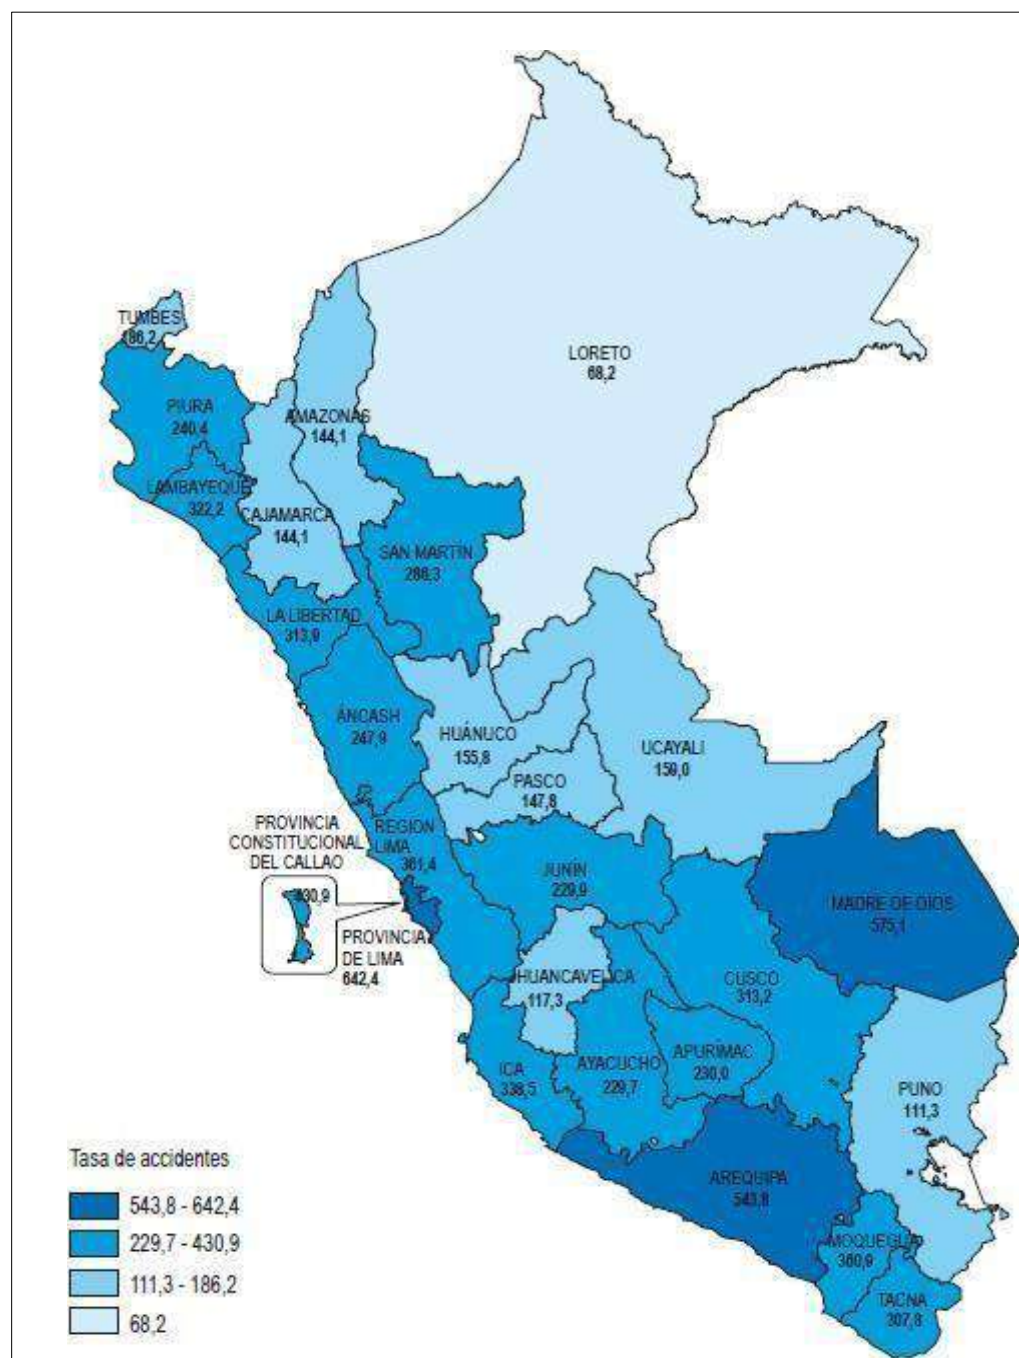 TUMBES
186,2
LORETO
68,2
PIURA
240,4
AMAZONAS
144,1
LAMBAYEQUE
322,2
CAJAMARCA
144,1
SAN MARTÍN
286,3
LA LIBERTAD
313,9
ÁNCASH
247,9
HUÁNUCO
155,8
UCAYALI
159,0
PASCO
147,8
PROVINCIA
CONSTITUCIONAL
DEL CALLAO
430,9
REGION
LIMA
361,4
JUNÍN
229,9
MADRE DE DIOS
575,1
PROVINCIA
DE LIMA
642,4
HUANCAVELICA
117,3
CUSCO
313,2
ICA
338,5
AYACUCHO
229,7
APURÍMAC
230,0
PUNO
111,3
AREQUIPA
543,8
MOQUEGUA
360,9
TACNA
307,8
Tasa de accidentes
543,8 - 642,4
229,7 - 430,9
111,3 - 186,2
68,2